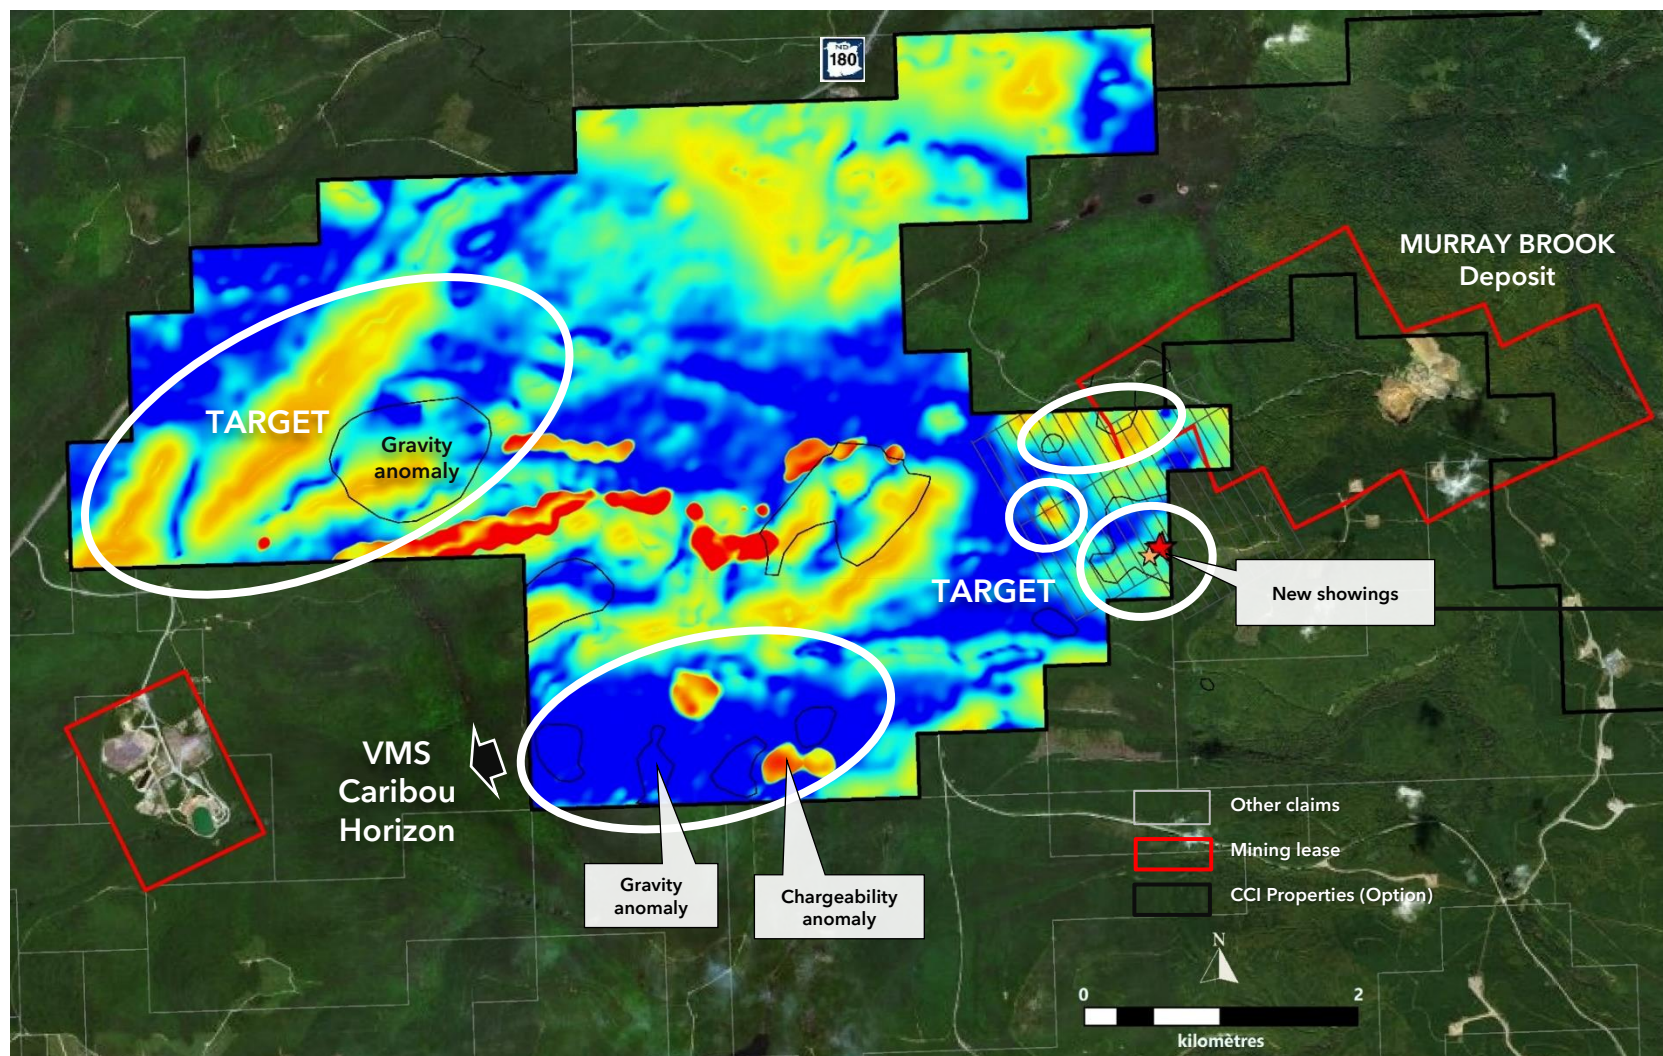 ND
180
MURRAY BROOK
Deposit
TARGET
Gravity
anomaly
TARGET
New showings
VMS
Caribou
Horizon
Gravity
anomaly
Chargeability
anomaly
Other claims
Mining lease
CCI Properties (Option)
N
0 2
kilomètres